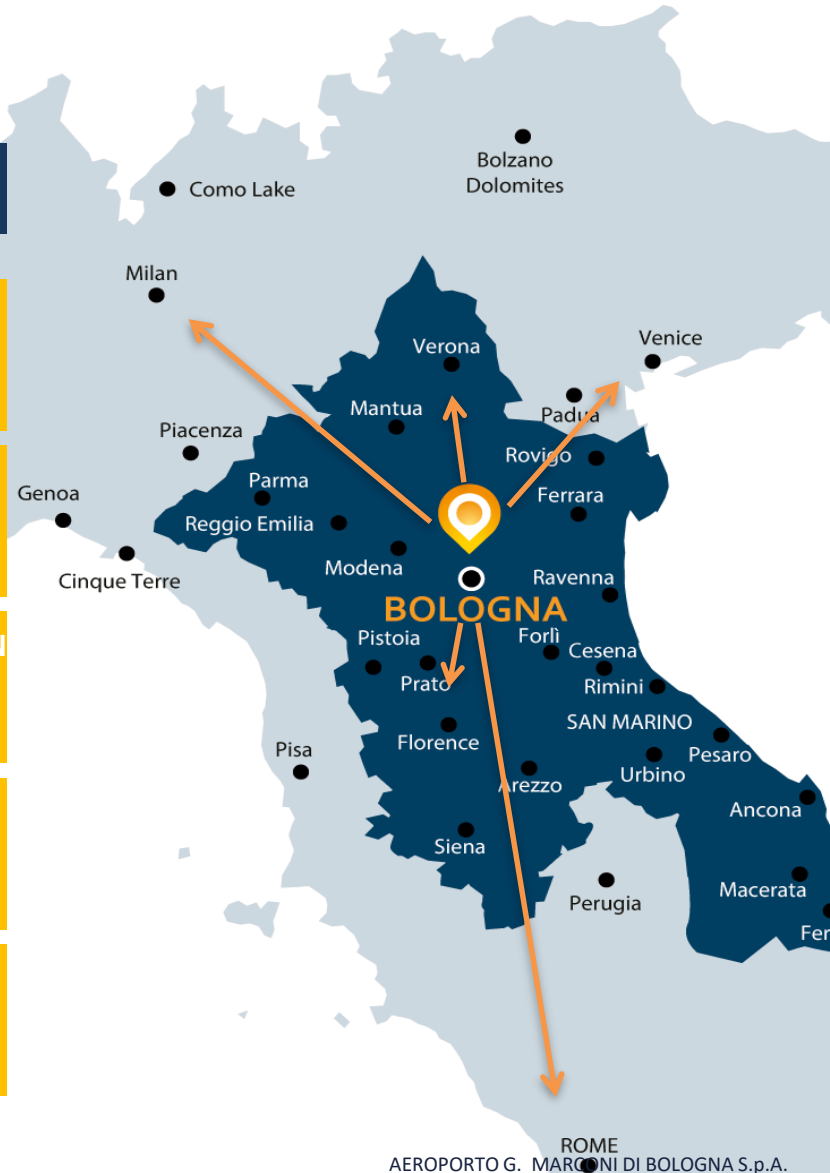 Bolzano
Dolomites
Como Lake
Milan
Venice
Verona
Padua
Mantua
Piacenza
Rovigo
Parma
Ferrara
Genoa
Reggio Emilia
Modena
Cinque Terre
Ravenna
BOLOGNA
Pistoia
Forlì
Cesena
Prato
Rimini
SAN MARINO
Florence
Pisa
Pesaro
Urbino
Arezzo
Ancona
Siena
Macerata
Perugia
Fer
ROME
AEROPORTO G. MARCONI DI BOLOGNA S.p.A.